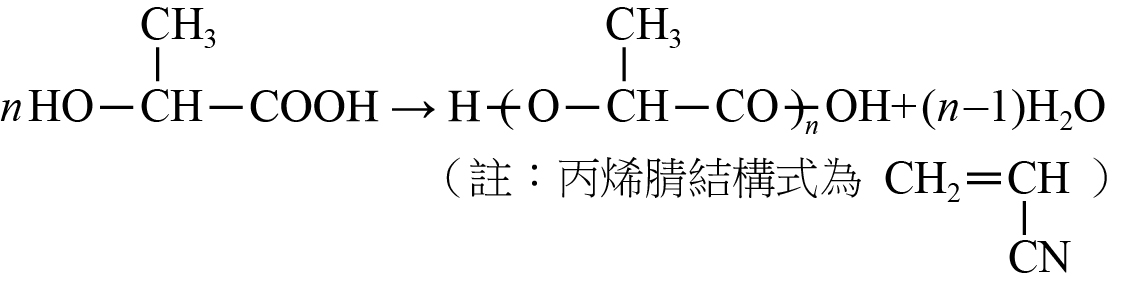 CH₃
nHO—CH—COOH→H-(O—CH—CO)-ₙOH+(n–1)H₂O
CH₃
（註：丙烯腈結構式為 CH₂=CH ）
CN